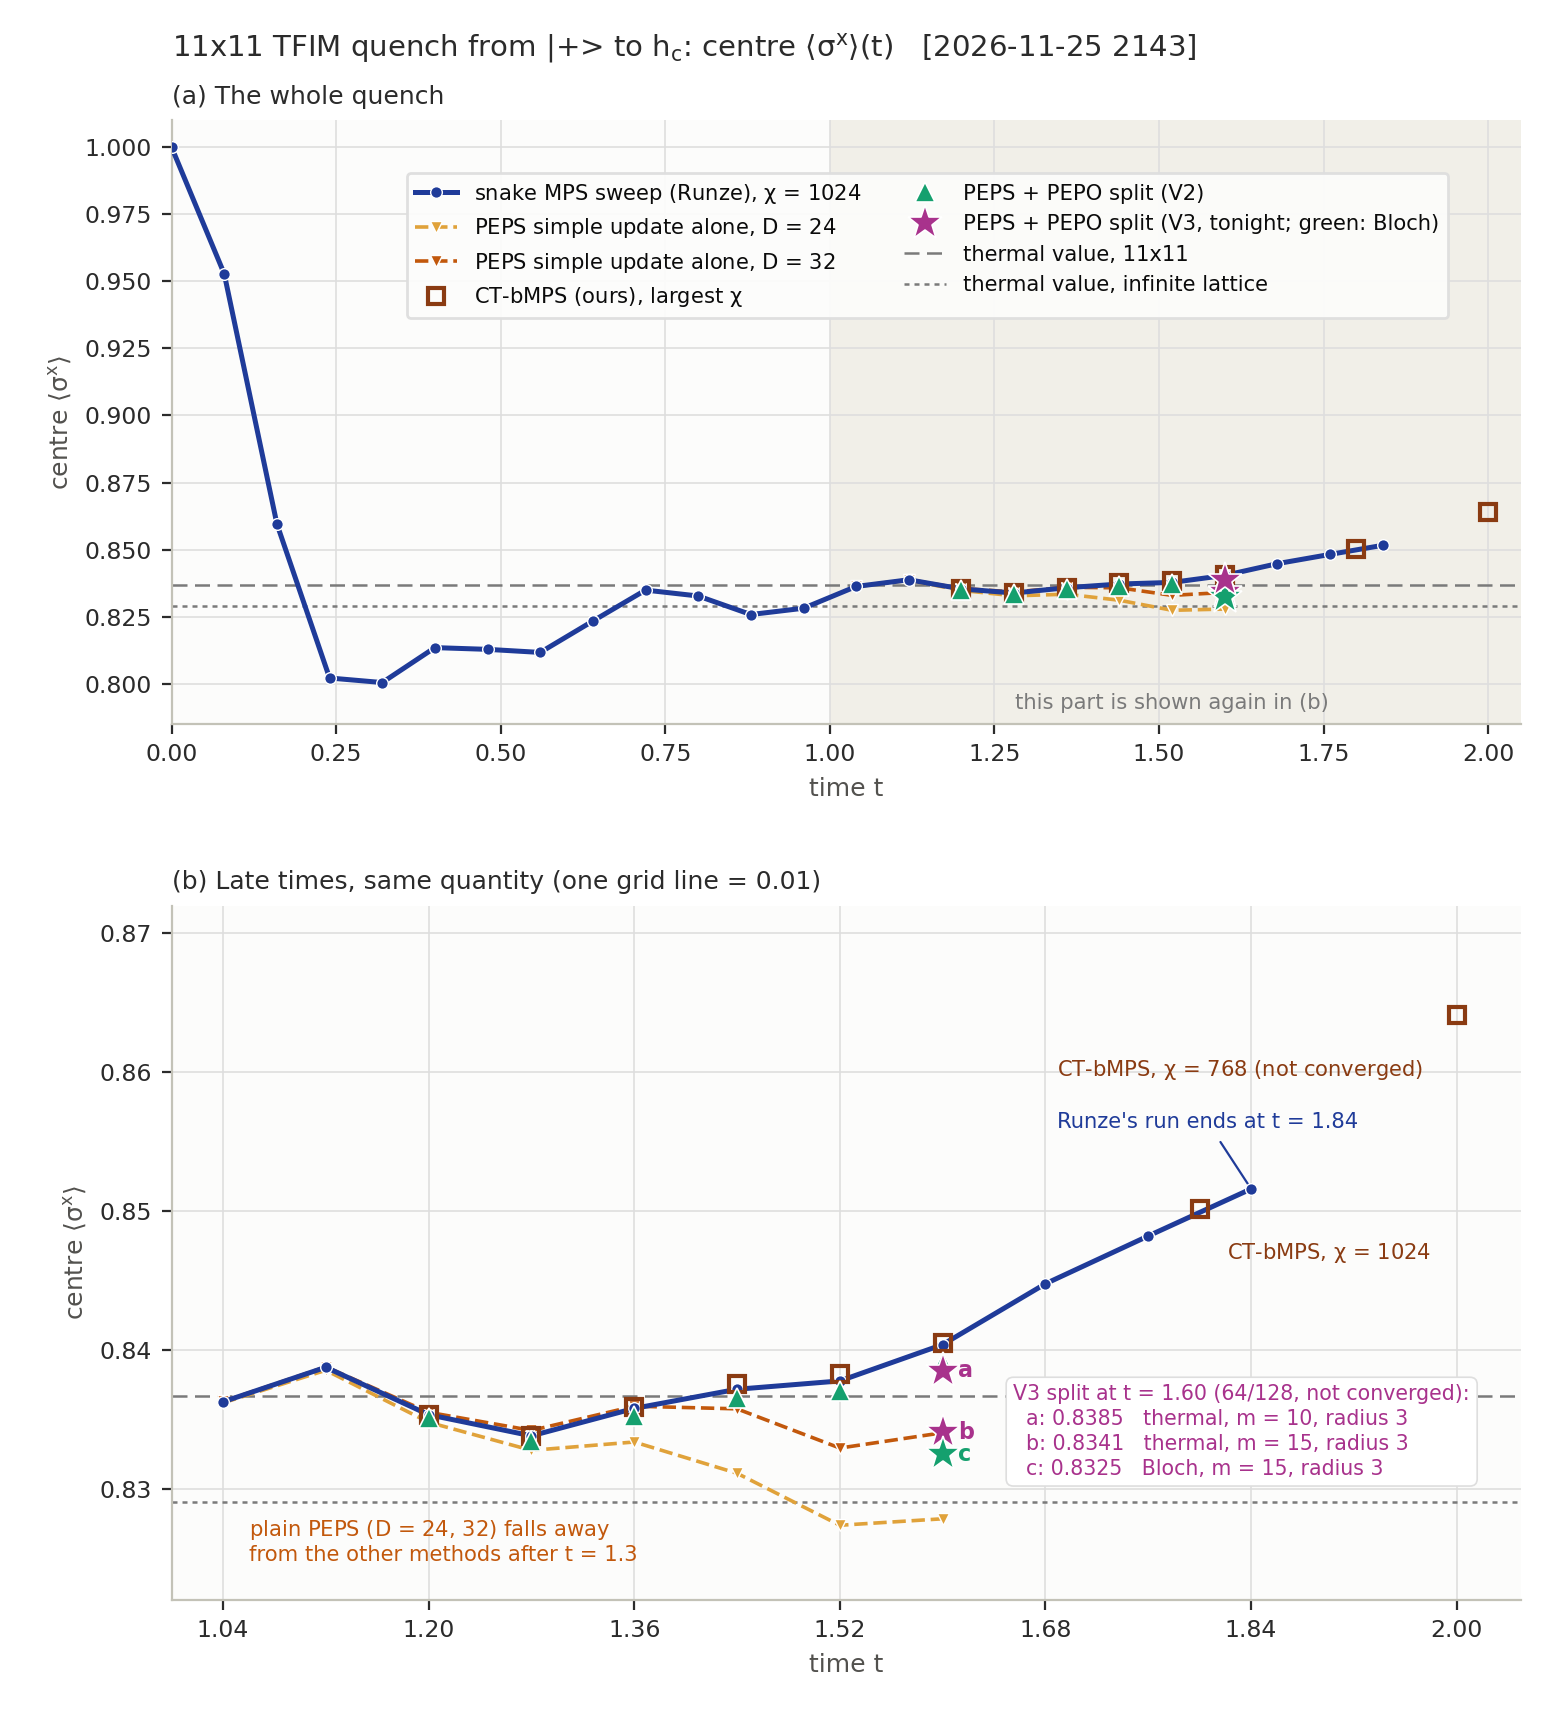 11x11 TFIM quench from |+> to hc: centre ⟨σx⟩(t) [2026-11-25 2143]
(a) The whole quench
1.000
0.975
0.950
0.925
0.900
0.875
0.850
0.825
0.800
centre ⟨σx⟩
snake MPS sweep (Runze), χ = 1024
PEPS simple update alone, D = 24
PEPS simple update alone, D = 32
CT-bMPS (ours), largest χ
PEPS + PEPO split (V2)
PEPS + PEPO split (V3, tonight; green: Bloch)
thermal value, 11x11
thermal value, infinite lattice
this part is shown again in (b)
0.00 0.25 0.50 0.75 1.00 1.25 1.50 1.75 2.00
time t
(b) Late times, same quantity (one grid line = 0.01)
0.87
0.86
0.85
0.84
0.83
centre ⟨σx⟩
CT-bMPS, χ = 768 (not converged)
Runze's run ends at t = 1.84
CT-bMPS, χ = 1024
a
b
c
V3 split at t = 1.60 (64/128, not converged):
a: 0.8385 thermal, m = 10, radius 3
b: 0.8341 thermal, m = 15, radius 3
c: 0.8325 Bloch, m = 15, radius 3
plain PEPS (D = 24, 32) falls away
from the other methods after t = 1.3
1.04 1.20 1.36 1.52 1.68 1.84 2.00
time t